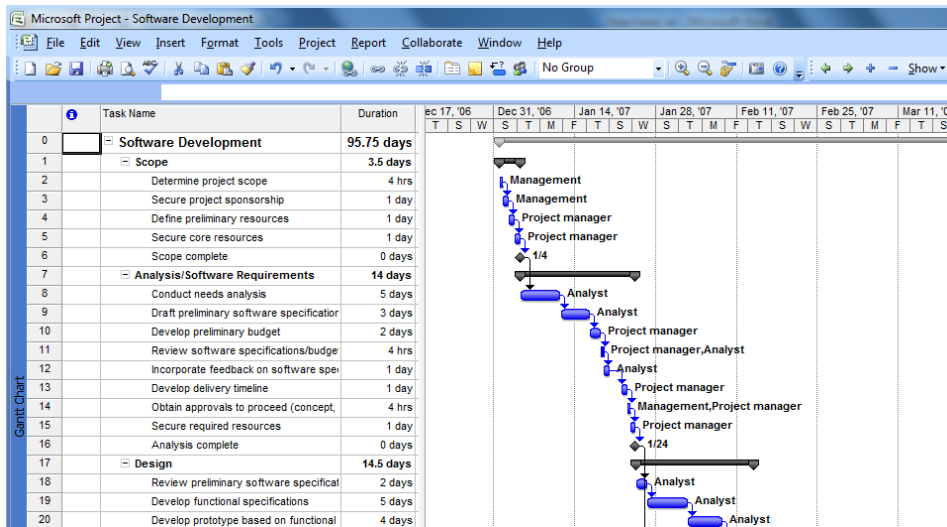 Microsoft Project - Software Development
File Edit View Insert Format Tools Project Report Collaborate Window Help
No Group Show
Task Name Duration ec 17, '06 Dec 31, '06 Jan 14, '07 Jan 28, '07 Feb 11, '07 Feb 25, '07 Mar 11, '0
T S W S T M F T S W S T M F T S W S T M F T S
0 Software Development 95.75 days
1 Scope 3.5 days
2 Determine project scope 4 hrs Management
3 Secure project sponsorship 1 day Management
4 Define preliminary resources 1 day Project manager
5 Secure core resources 1 day Project manager
6 Scope complete 0 days 1/4
7 Analysis/Software Requirements 14 days
8 Conduct needs analysis 5 days Analyst
9 Draft preliminary software specification 3 days Analyst
10 Develop preliminary budget 2 days Project manager
11 Review software specifications/budge 4 hrs Project manager,Analyst
12 Incorporate feedback on software spe 1 day Analyst
13 Develop delivery timeline 1 day Project manager
14 Obtain approvals to proceed (concept, 4 hrs Management,Project manager
15 Secure required resources 1 day Project manager
16 Analysis complete 0 days 1/24
17 Design 14.5 days
18 Review preliminary software specificat 2 days Analyst
19 Develop functional specifications 5 days Analyst
20 Develop prototype based on functional 4 days Analyst
Gantt Chart